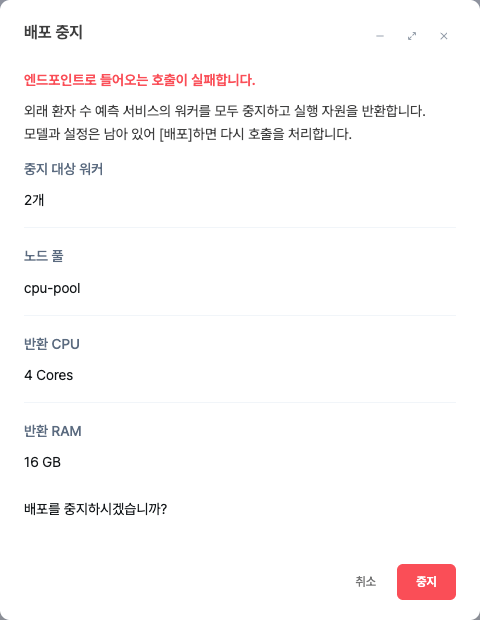 배포 중지
엔드포인트로 들어오는 호출이 실패합니다.
외래 환자 수 예측 서비스의 워커를 모두 중지하고 실행 자원을 반환합니다.
모델과 설정은 남아 있어 [배포]하면 다시 호출을 처리합니다.
중지 대상 워커
2개
노드 풀
cpu-pool
반환 CPU
4 Cores
반환 RAM
16 GB
배포를 중지하시겠습니까?
취소
중지